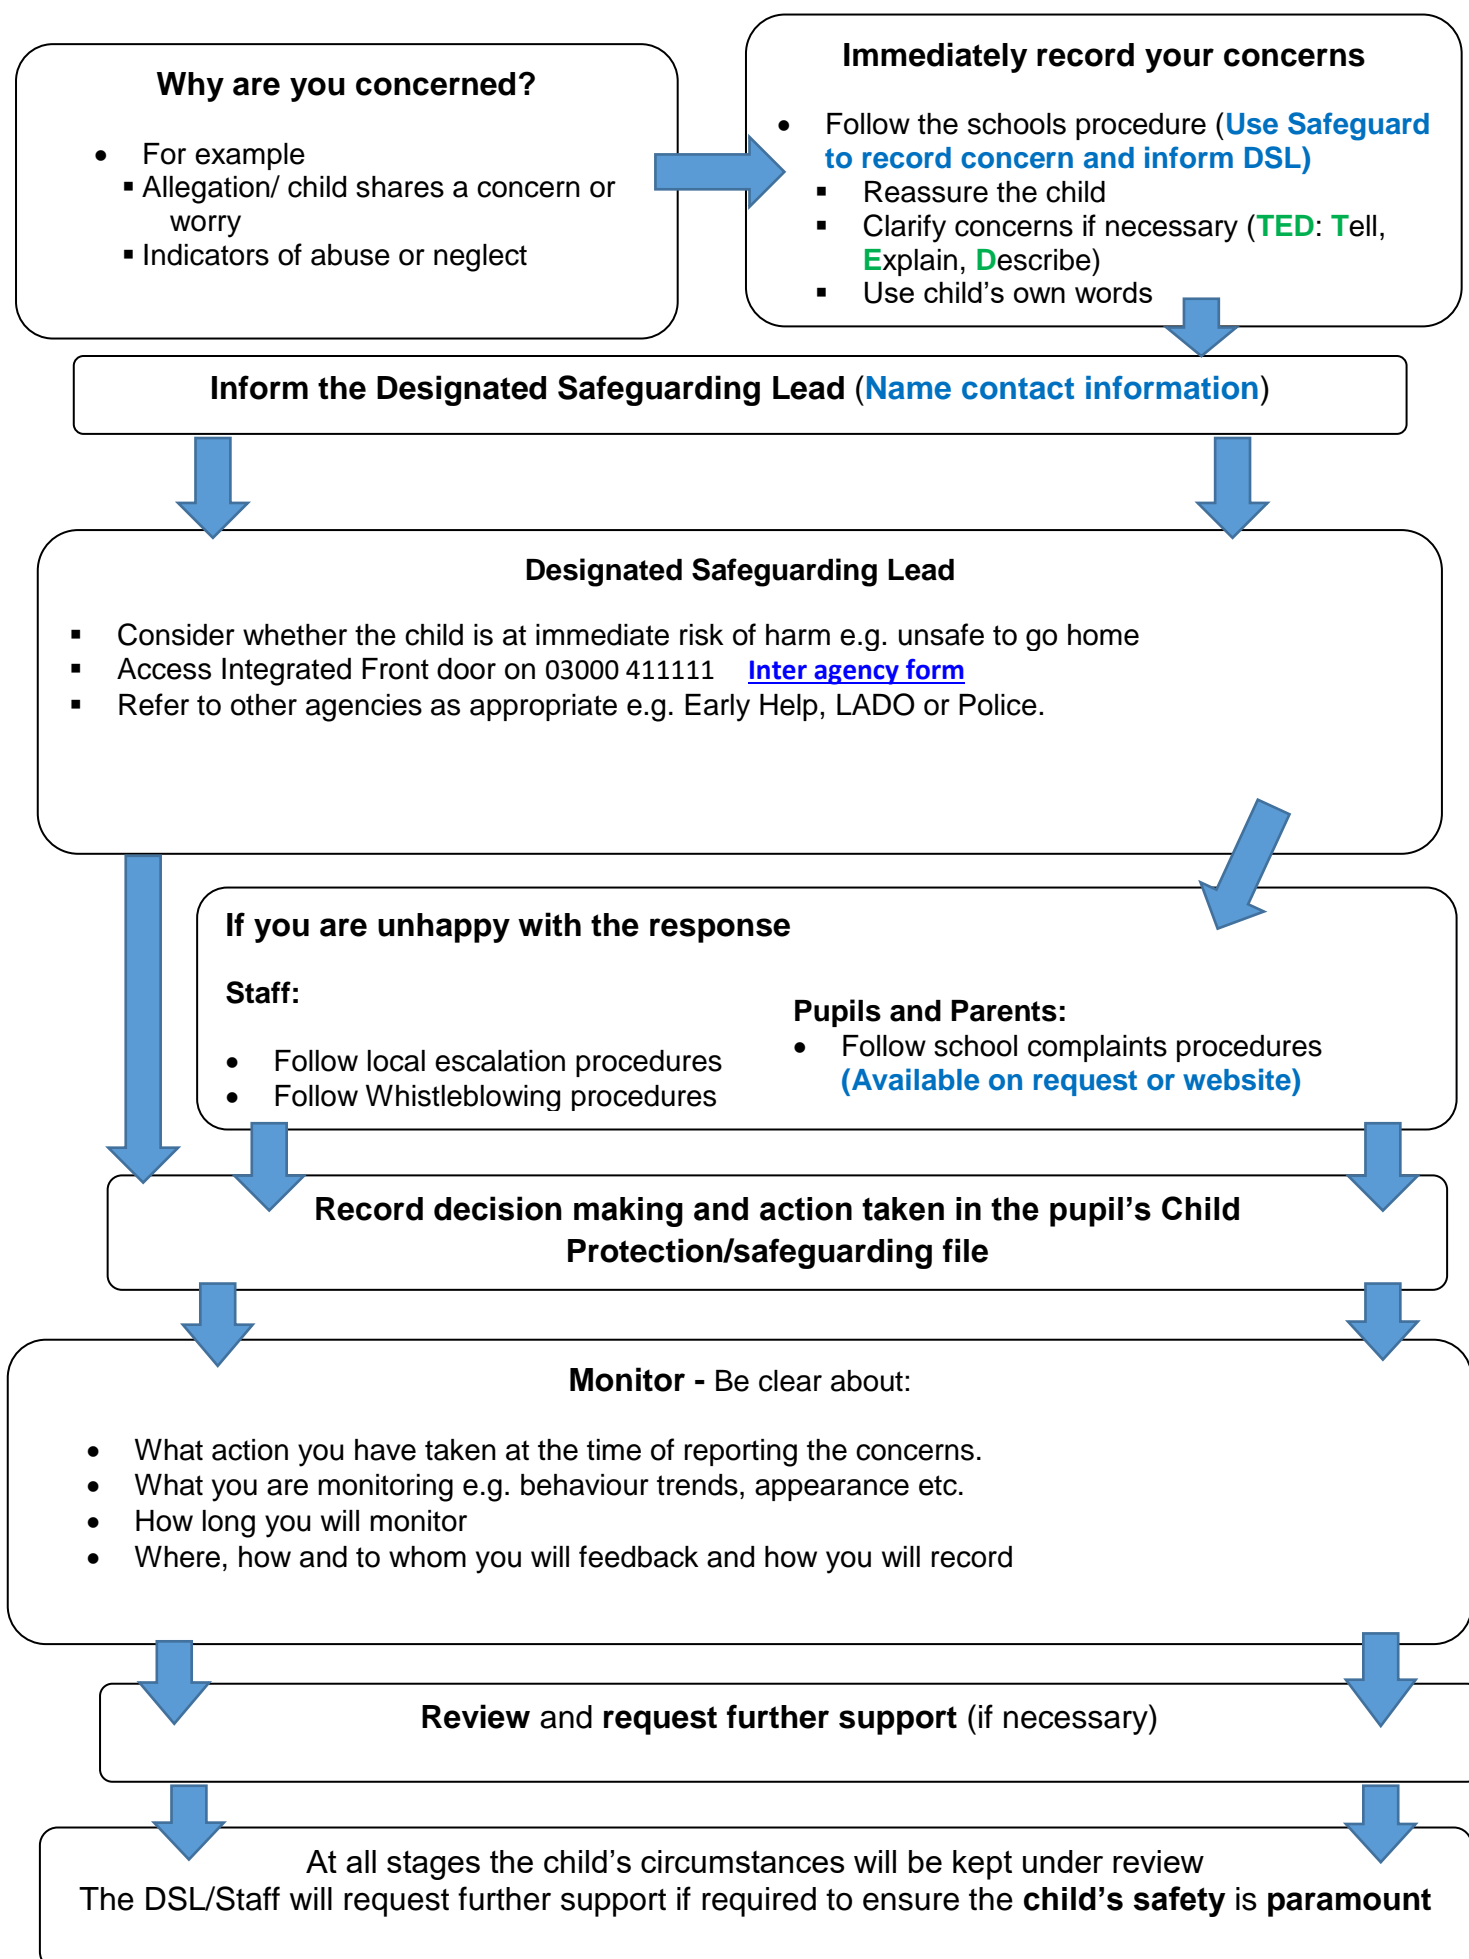 Why are you concerned?
• For example
▪ Allegation/ child shares a concern or
worry
▪ Indicators of abuse or neglect
Immediately record your concerns
• Follow the schools procedure (Use Safeguard
to record concern and inform DSL)
▪ Reassure the child
▪ Clarify concerns if necessary (TED: Tell,
Explain, Describe)
▪ Use child’s own words
Inform the Designated Safeguarding Lead (Name contact information)
Designated Safeguarding Lead
▪ Consider whether the child is at immediate risk of harm e.g. unsafe to go home
▪ Access Integrated Front door on 03000 411111 Inter agency form
▪ Refer to other agencies as appropriate e.g. Early Help, LADO or Police.
If you are unhappy with the response
Staff:
• Follow local escalation procedures
• Follow Whistleblowing procedures
Pupils and Parents:
• Follow school complaints procedures
(Available on request or website)
Record decision making and action taken in the pupil’s Child
Protection/safeguarding file
Monitor - Be clear about:
• What action you have taken at the time of reporting the concerns.
• What you are monitoring e.g. behaviour trends, appearance etc.
• How long you will monitor
• Where, how and to whom you will feedback and how you will record
Review and request further support (if necessary)
At all stages the child’s circumstances will be kept under review
The DSL/Staff will request further support if required to ensure the child’s safety is paramount